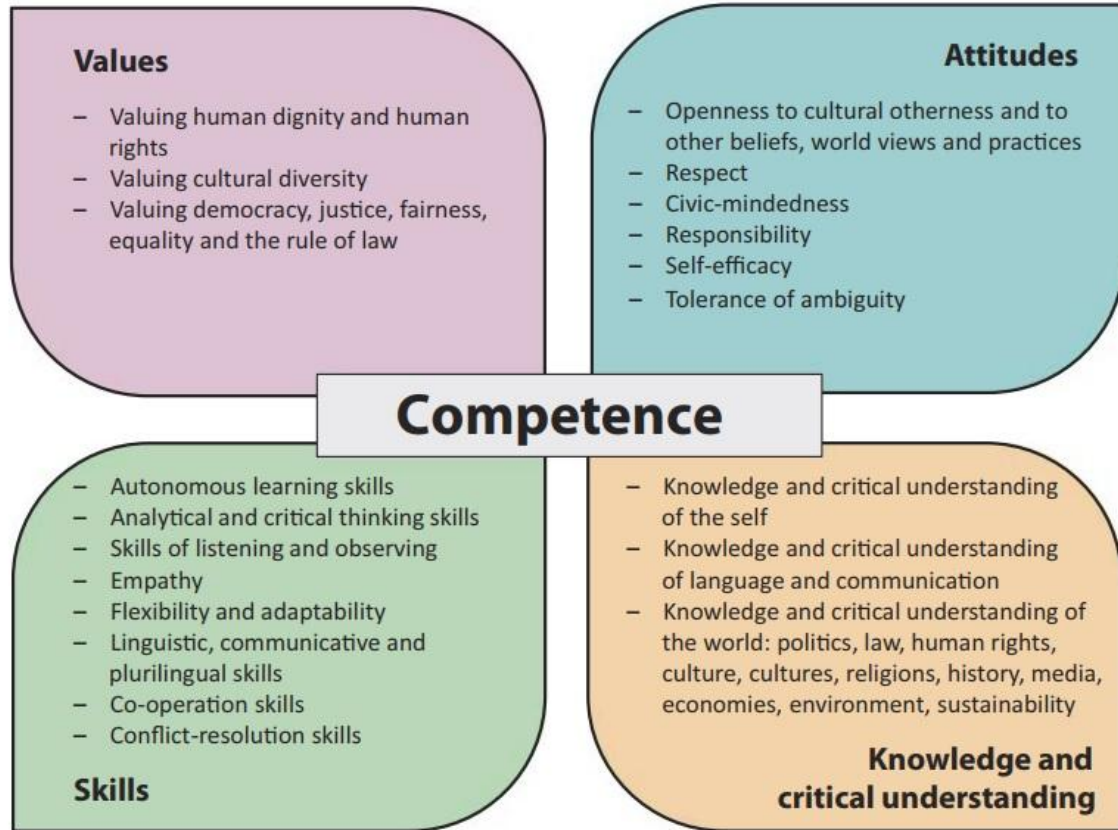 Values
– Valuing human dignity and human
rights
– Valuing cultural diversity
– Valuing democracy, justice, fairness,
equality and the rule of law
Attitudes
– Openness to cultural otherness and to
other beliefs, world views and practices
– Respect
– Civic-mindedness
– Responsibility
– Self-efficacy
– Tolerance of ambiguity
Competence
– Autonomous learning skills
– Analytical and critical thinking skills
– Skills of listening and observing
– Empathy
– Flexibility and adaptability
– Linguistic, communicative and
plurilingual skills
– Co-operation skills
– Conflict-resolution skills
Skills
– Knowledge and critical understanding
of the self
– Knowledge and critical understanding
of language and communication
– Knowledge and critical understanding of
the world: politics, law, human rights,
culture, cultures, religions, history, media,
economies, environment, sustainability
Knowledge and
critical understanding